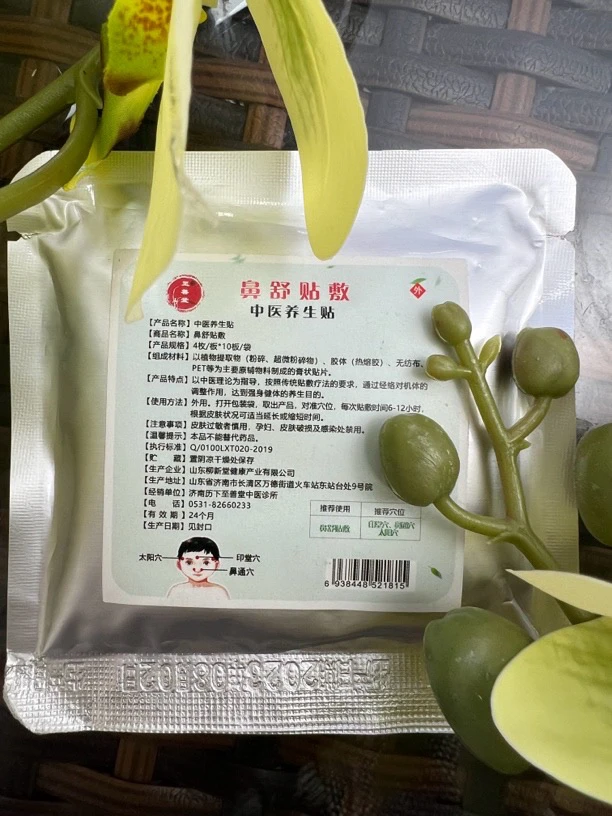 至善堂
鼻舒贴敷
外
中医养生贴
【产品名称】中医养生贴
【商品名称】鼻舒贴敷
【产品规格】4枚/板*10板/袋
【组成材料】以植物提取物（粉碎、超微粉碎物）、胶体（热熔胶）、无纺布、
PET等为主要原辅物料制成的膏状贴片。
【产品特点】以中医理论为指导，按照传统贴敷疗法的要求，通过经络对机体的
调整作用，达到强身健体的养生目的。
【使用方法】外用。打开包装袋，取出产品，对准穴位，每次贴敷时间6-12小时，
根据皮肤状况可适当延长或缩短时间。
【注意事项】皮肤过敏者慎用，孕妇、皮肤破损及感染处禁用。
【温馨提示】本品不能替代药品。
【执行标准】Q/0100LXT020-2019
【贮 藏】置阴凉干燥处保存
【生产企业】山东柳新堂健康产业有限公司
【生产地址】山东省济南市长清区万德街道火车站东站台处9号院
【经销单位】济南历下至善堂中医诊所
【电 话】0531-82660233
【有 效 期】24个月
【生产日期】见封口
推荐使用 推荐穴位
鼻舒贴敷 印堂穴、鼻通穴
太阳穴
太阳穴 印堂穴
鼻通穴
6 938448 521815